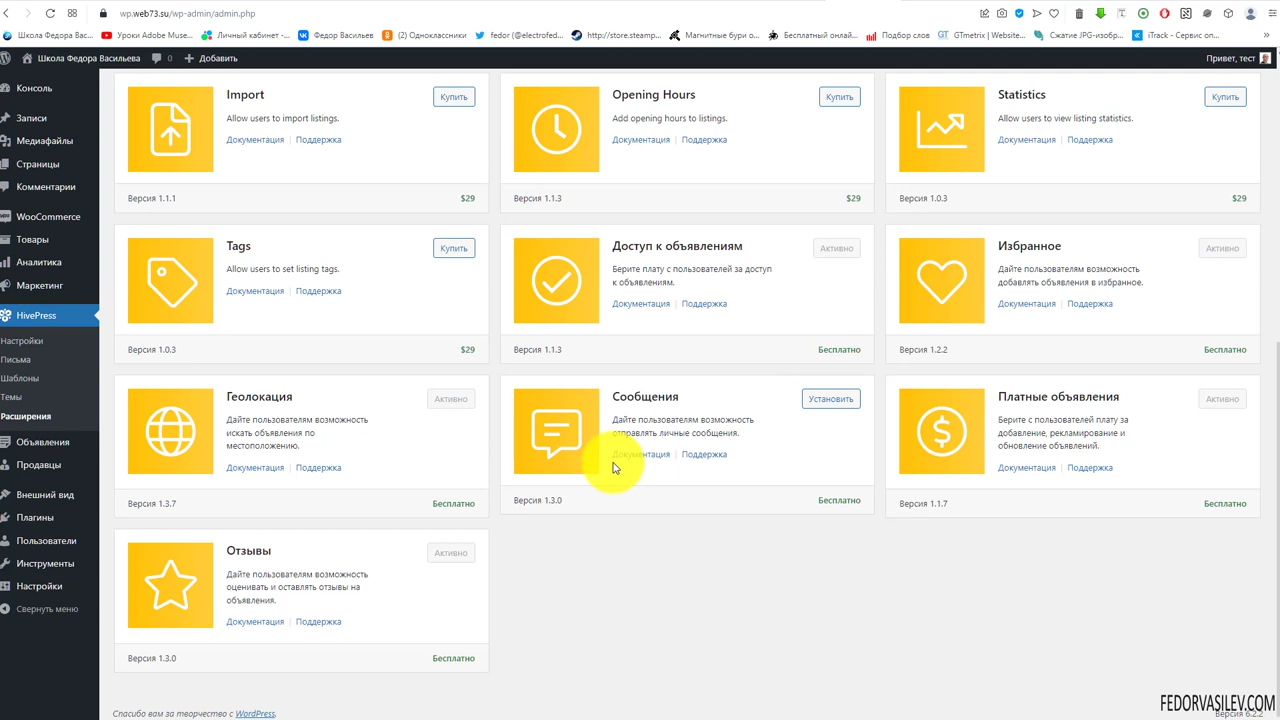 wp.web73.su/wp-admin/admin.php
Школа Федора Вас...
Уроки Adobe Muse...
Личный кабинет -...
Федор Васильев
(2) Одноклассники
fedor (@electrofed...
http://store.steamp...
Магнитные бури о...
Бесплатный онлай...
Подбор слов
GTmetrix | Website...
Сжатие JPG-изобр...
iTrack - Сервис оп...
Школа Федора Васильева
0
Добавить
Привет, тест
Консоль
Записи
Медиафайлы
Страницы
Комментарии
WooCommerce
Товары
Аналитика
Маркетинг
HivePress
Настройки
Письма
Шаблоны
Темы
Расширения
Объявления
Продавцы
Внешний вид
Плагины
Пользователи
Инструменты
Настройки
Свернуть меню
Import
Купить
Allow users to import listings.
Документация | Поддержка
Версия 1.1.1
$29
Opening Hours
Купить
Add opening hours to listings.
Документация | Поддержка
Версия 1.1.3
$29
Statistics
Купить
Allow users to view listing statistics.
Документация | Поддержка
Версия 1.0.3
$29
Tags
Купить
Allow users to set listing tags.
Документация | Поддержка
Версия 1.0.3
$29
Доступ к объявлениям
Активно
Берите плату с пользователей за доступ
к объявлениям.
Документация | Поддержка
Версия 1.1.3
Бесплатно
Избранное
Активно
Дайте пользователям возможность
добавлять объявления в избранное.
Документация | Поддержка
Версия 1.2.2
Бесплатно
Геолокация
Активно
Дайте пользователям возможность
искать объявления по
местоположению.
Документация | Поддержка
Версия 1.3.7
Бесплатно
Сообщения
Установить
Дайте пользователям возможность
отправлять личные сообщения.
Документация | Поддержка
Версия 1.3.0
Бесплатно
Платные объявления
Активно
Берите с пользователей плату за
добавление, рекламирование и
обновление объявлений.
Документация | Поддержка
Версия 1.1.7
Бесплатно
Отзывы
Активно
Дайте пользователям возможность
оценивать и оставлять отзывы на
объявления.
Документация | Поддержка
Версия 1.3.0
Бесплатно
Спасибо вам за творчество с WordPress.
FEDORVASILEV.COM
Версия 6.2.2